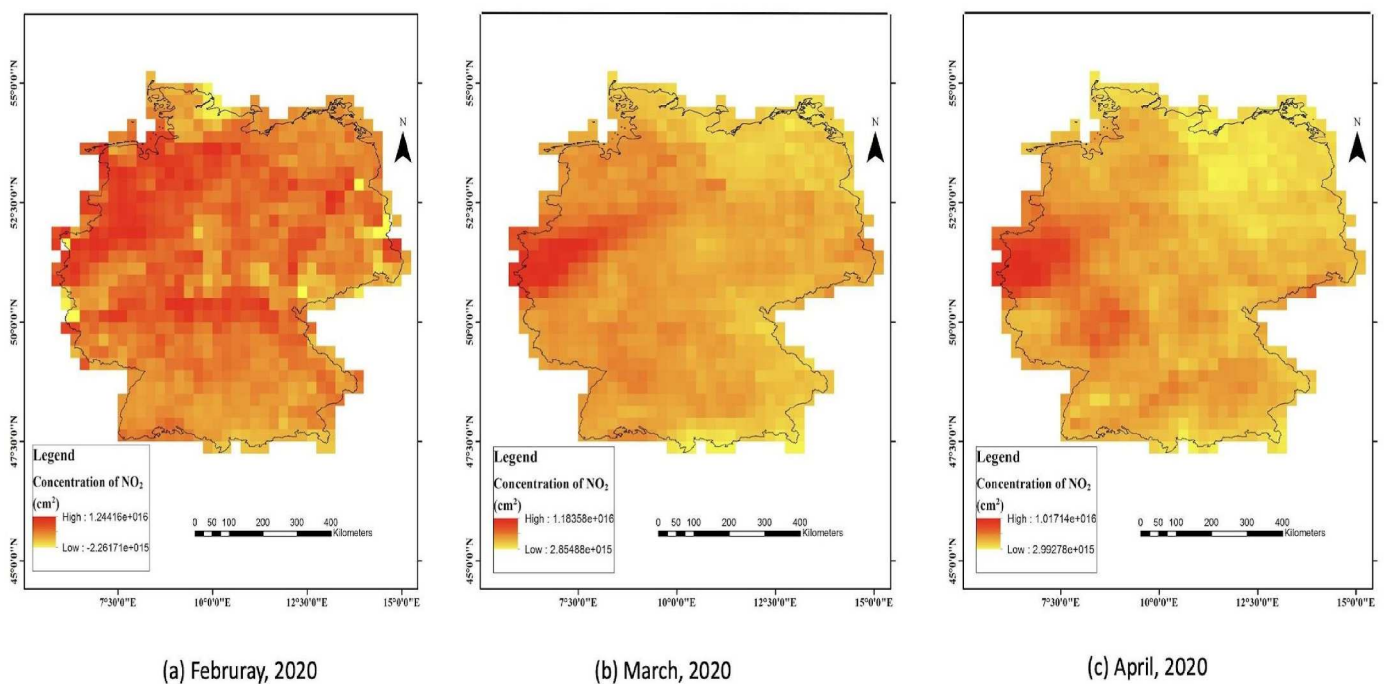 55°0'0"N
52°30'0"N
50°0'0"N
47°30'0"N
45°0'0"N
N
Legend
Concentration of NO₂
(cm²)
High : 1.24416e+016
Low : -2.26171e+015
0 50 100 200 300 400
Kilometers
7°30'0"E 10°0'0"E 12°30'0"E 15°0'0"E
(a) Februray, 2020
55°0'0"N
52°30'0"N
50°0'0"N
47°30'0"N
45°0'0"N
N
Legend
Concentration of NO₂
(cm²)
High : 1.18358e+016
Low : 2.85488e+015
0 50 100 200 300 400
Kilometers
7°30'0"E 10°0'0"E 12°30'0"E 15°0'0"E
(b) March, 2020
55°0'0"N
52°30'0"N
50°0'0"N
47°30'0"N
45°0'0"N
N
Legend
Concentration of NO₂
(cm²)
High : 1.01714e+016
Low : 2.99278e+015
0 50 100 200 300 400
Kilometers
7°30'0"E 10°0'0"E 12°30'0"E 15°0'0"E
(c) April, 2020